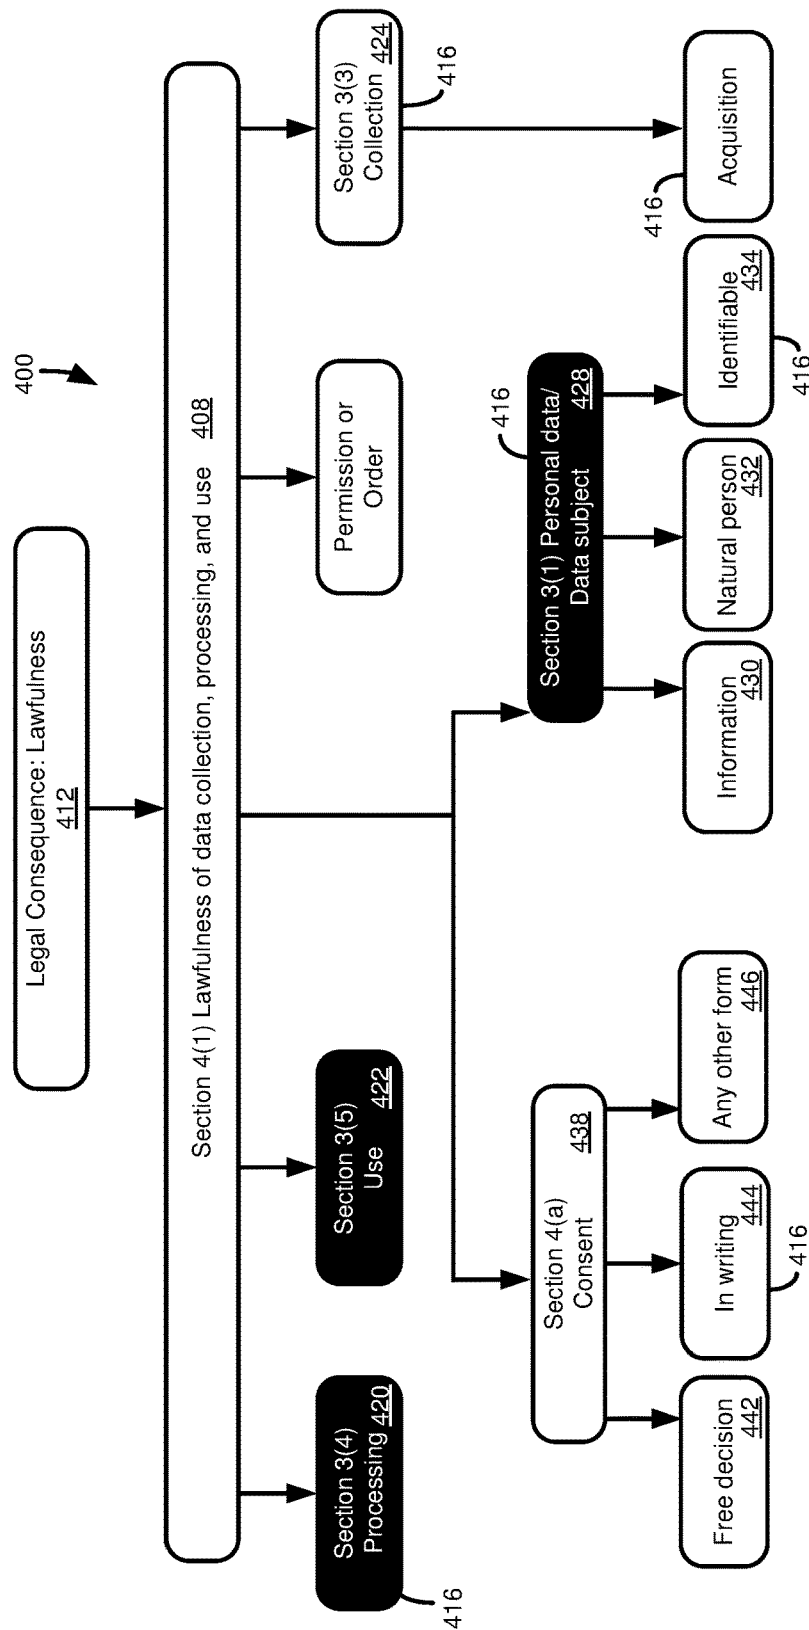 400
Legal Consequence: Lawfulness
412
Section 4(1) Lawfulness of data collection, processing, and use 408
Section 3(4)
Processing 420
416
Section 3(5)
Use 422
Permission or
Order
Section 3(3)
Collection 424
416
Section 4(a)
Consent 438
416
Section 3(1) Personal data/
Data subject 428
Free decision
442
In writing
444
416
Any other form
446
Information
430
Natural person
432
Identifiable
434
416
416
Acquisition